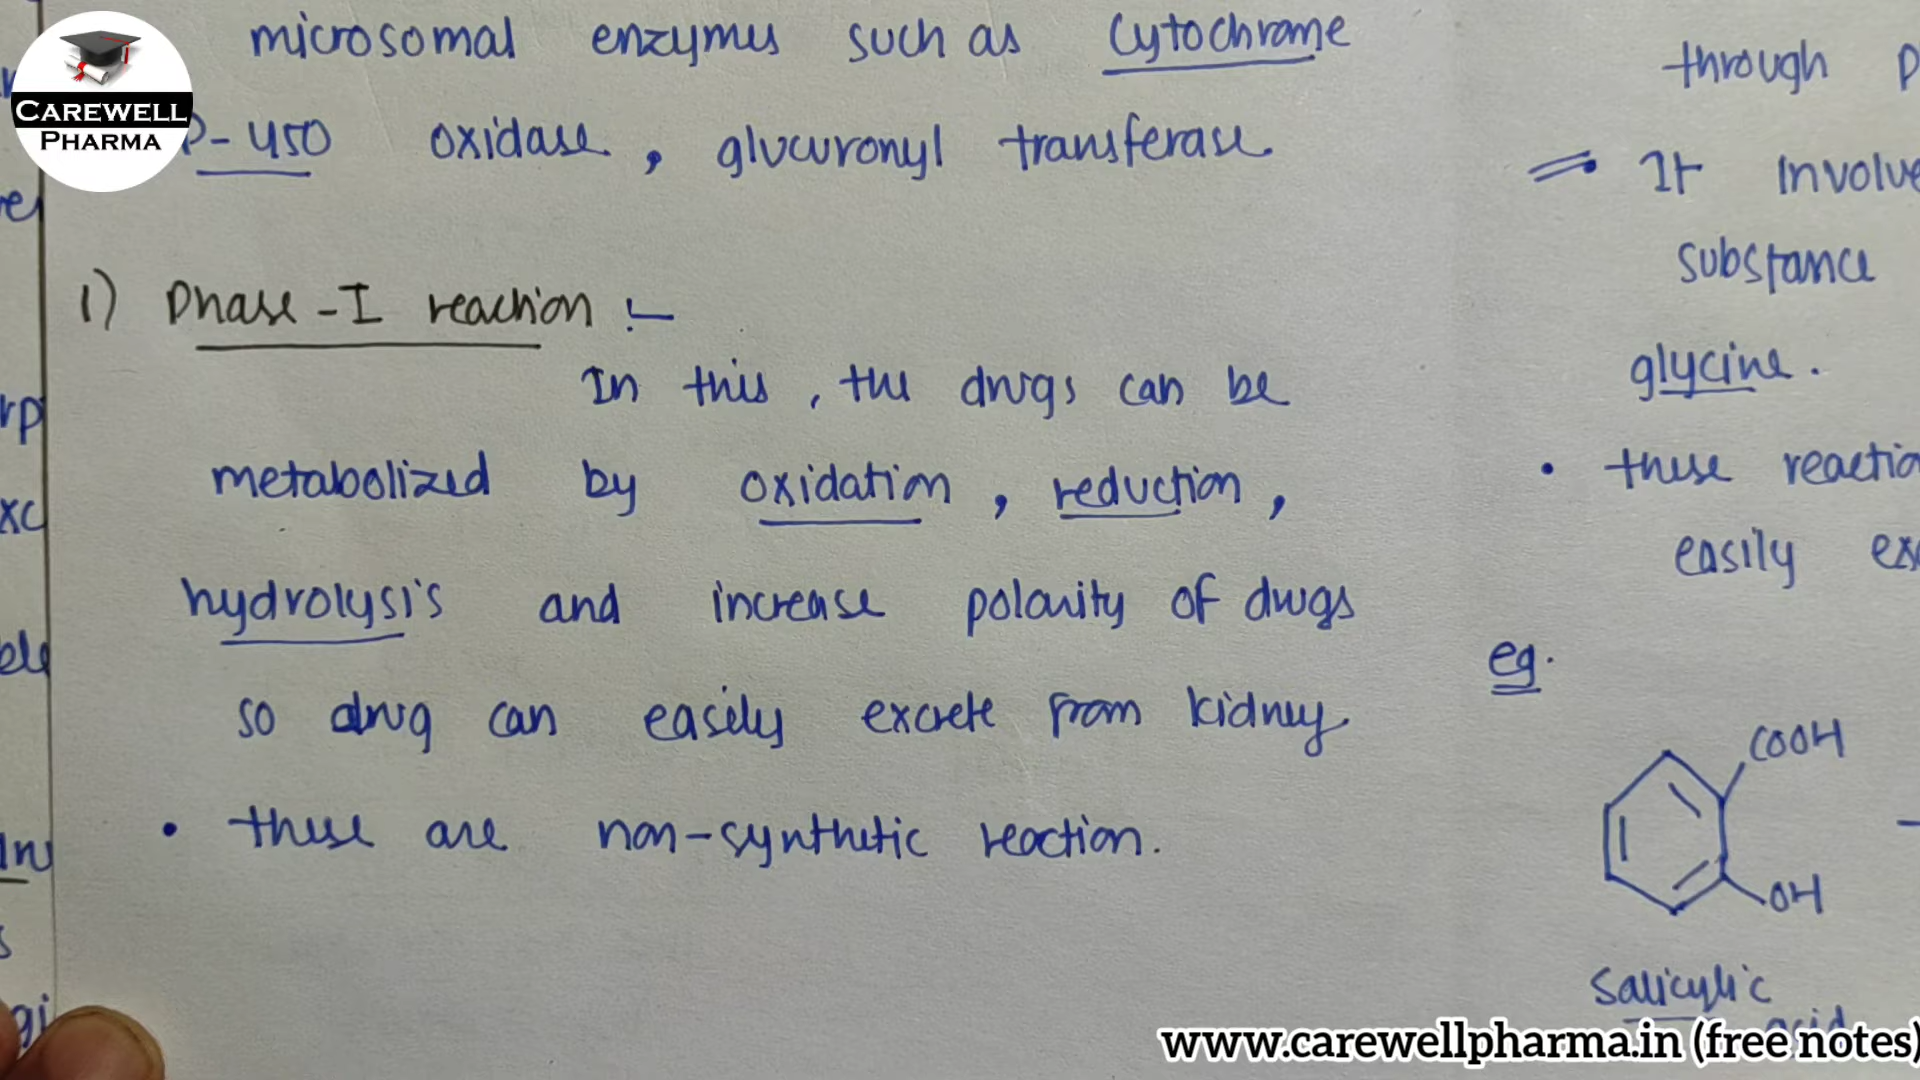 CAREWELL
PHARMA
microsomal enzymes such as Cytochrome
P-450 oxidase, glucuronyl transferase
1) Phase-I reaction :-
In this, the drugs can be
metabolized by oxidation, reduction,
hydrolysis and increase polarity of drugs
so drug can easily excrete from kidney
• these are non-synthetic reaction.
through
It involve
substance
glycine.
• these reactio
easily ex
eg.
COOH
OH
Salicylic
acid
www.carewellpharma.in (free notes)